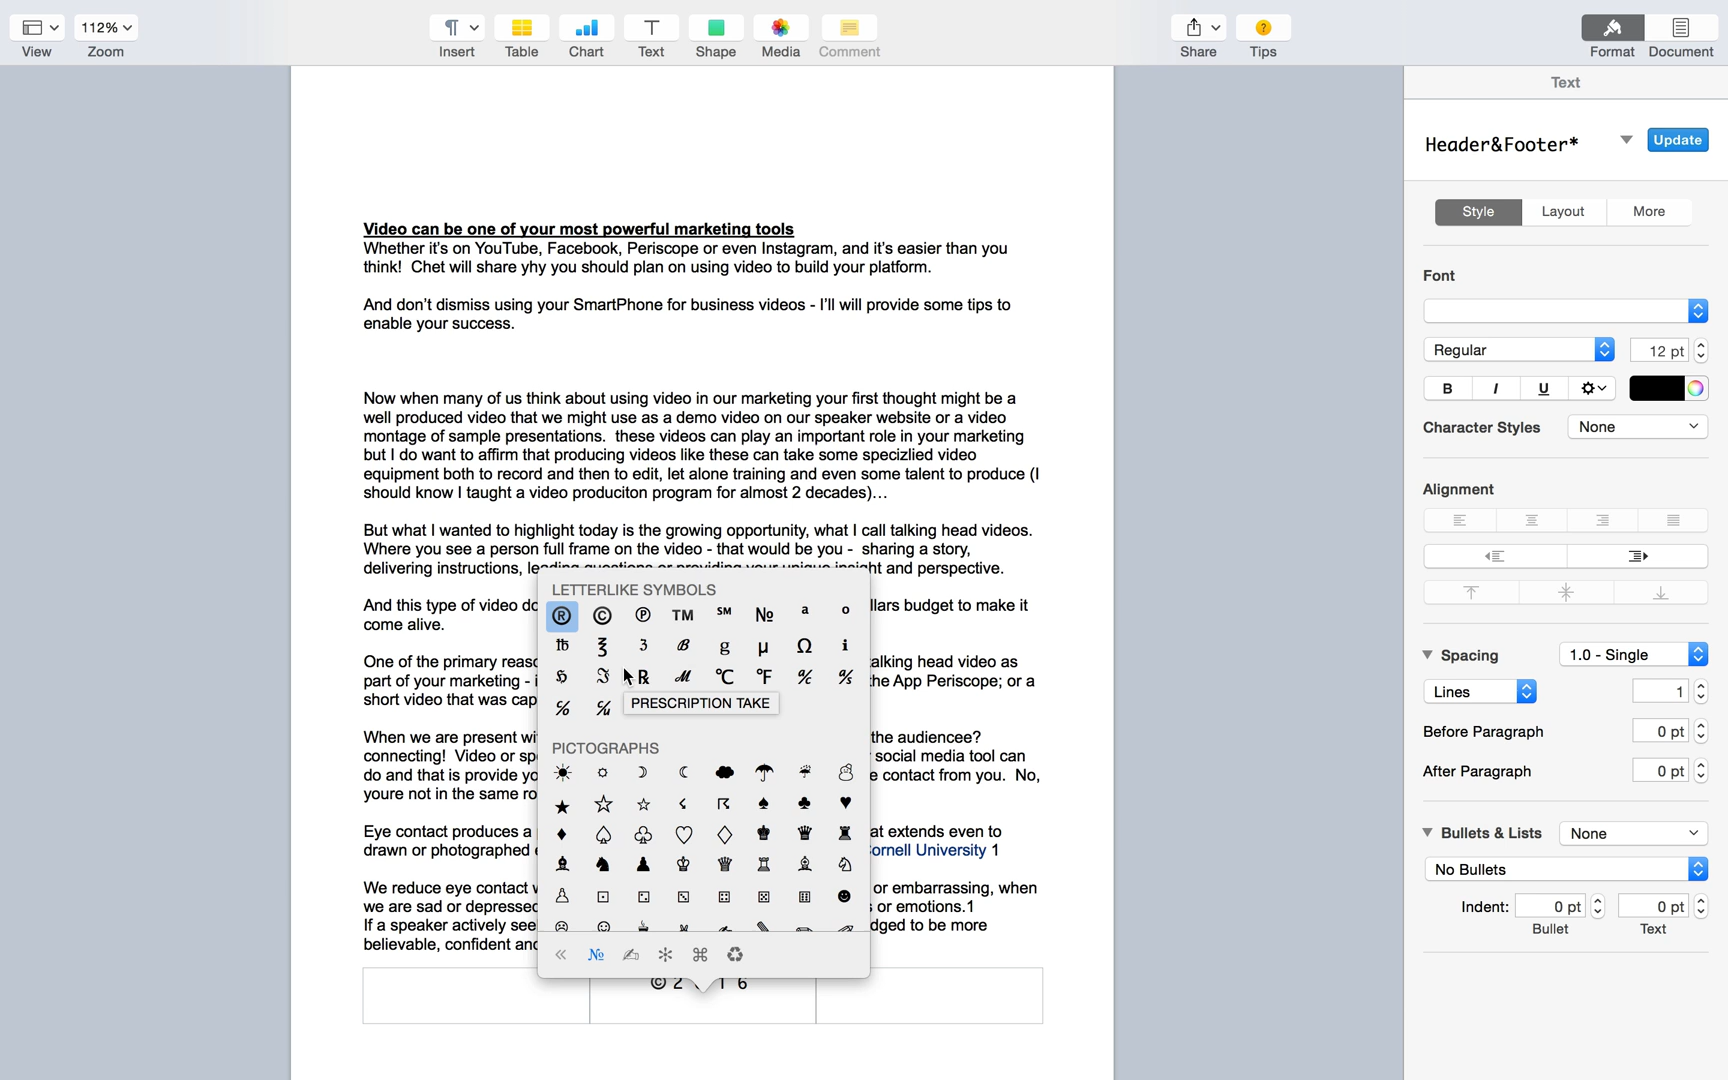 View
112%
Zoom
Insert
Table
Chart
Text
Shape
Media
Comment
Share
Tips
Format
Document
Video can be one of your most powerful marketing tools
Whether it's on YouTube, Facebook, Periscope or even Instagram, and it's easier than you
think!  Chet will share yhy you should plan on using video to build your platform.
And don't dismiss using your SmartPhone for business videos - I'll will provide some tips to
enable your success.
Now when many of us think about using video in our marketing your first thought might be a
well produced video that we might use as a demo video on our speaker website or a video
montage of sample presentations.  these videos can play an important role in your marketing
but I do want to affirm that producing videos like these can take some specizlied video
equipment both to record and then to edit, let alone training and even some talent to produce (I
should know I taught a video produciton program for almost 2 decades)…
But what I wanted to highlight today is the growing opportunity, what I call talking head videos.
Where you see a person full frame on the video - that would be you -  sharing a story,
delivering instructions, leading questions or providing your unique insight and perspective.
And this type of video do llars budget to make it
come alive.
One of the primary reas alking head video as
part of your marketing - i the App Periscope; or a
short video that was cap
When we are present wi the audiencee?
connecting!  Video or sp social media tool can
do and that is provide yo e contact from you.  No,
youre not in the same ro
Eye contact produces a at extends even to
drawn or photographed ornell University 1
We reduce eye contact or embarrassing, when
we are sad or depressed or emotions.1
If a speaker actively see dged to be more
believable, confident and
LETTERLIKE SYMBOLS
® © ℗ TM SM № ª º
℔ ℥ ℨ ℬ ℊ µ Ω ℹ
ℌ ℑ ℞ ℳ ℃ ℉ ℀ ℁
℅ ℆
PRESCRIPTION TAKE
PICTOGRAPHS
№
© 2 1 6
Text
Header&Footer*
Update
Style
Layout
More
Font
Regular
12 pt
B I U
Character Styles
None
Alignment
Spacing
1.0 - Single
Lines
1
Before Paragraph
0 pt
After Paragraph
0 pt
Bullets & Lists
None
No Bullets
Indent:
0 pt
0 pt
Bullet
Text